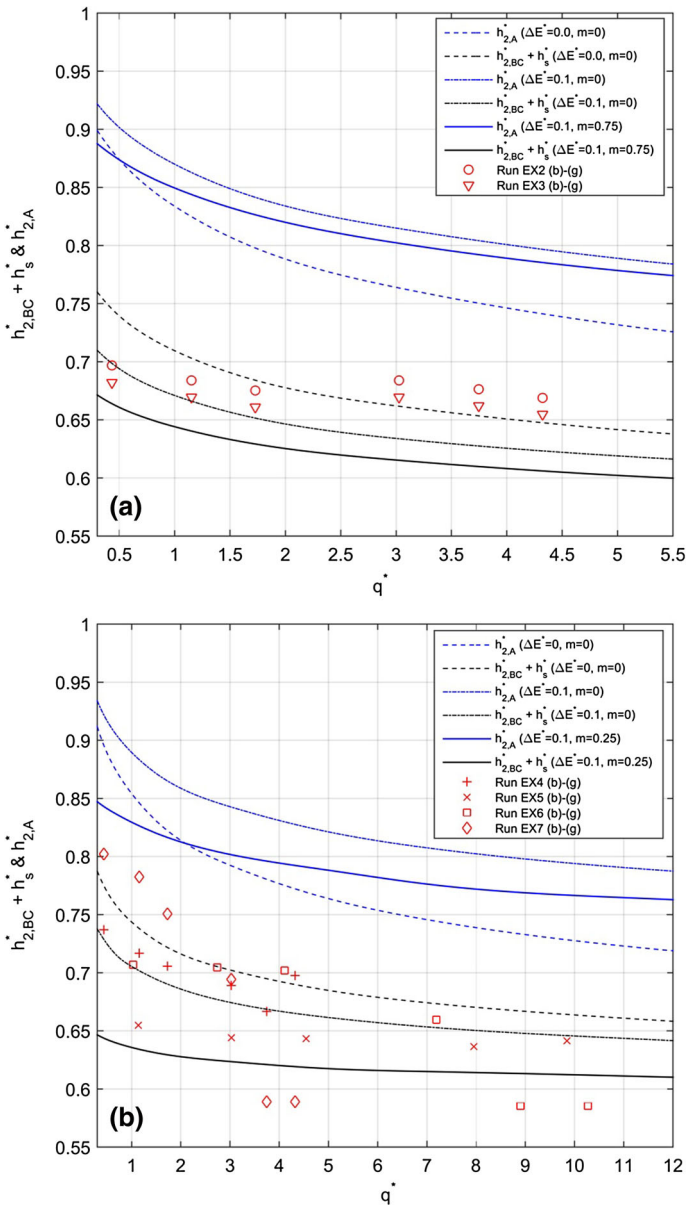 1
0.95
0.9
0.85
0.8
0.75
0.7
0.65
0.6
0.55
h*2,BC + h*s & h*2,A
h*2,A (ΔE*=0.0, m=0)
h*2,BC + h*s (ΔE*=0.0, m=0)
h*2,A (ΔE*=0.1, m=0)
h*2,BC + h*s (ΔE*=0.1, m=0)
h*2,A (ΔE*=0.1, m=0.75)
h*2,BC + h*s (ΔE*=0.1, m=0.75)
Run EX2 (b)-(g)
Run EX3 (b)-(g)
(a)
0.5 1 1.5 2 2.5 3 3.5 4 4.5 5 5.5
q*
1
0.95
0.9
0.85
0.8
0.75
0.7
0.65
0.6
0.55
h*2,BC + h*s & h*2,A
h*2,A (ΔE*=0, m=0)
h*2,BC + h*s (ΔE*=0, m=0)
h*2,A (ΔE*=0.1, m=0)
h*2,BC + h*s (ΔE*=0.1, m=0)
h*2,A (ΔE*=0.1, m=0.25)
h*2,BC + h*s (ΔE*=0.1, m=0.25)
Run EX4 (b)-(g)
Run EX5 (b)-(g)
Run EX6 (b)-(g)
Run EX7 (b)-(g)
(b)
1 2 3 4 5 6 7 8 9 10 11 12
q*